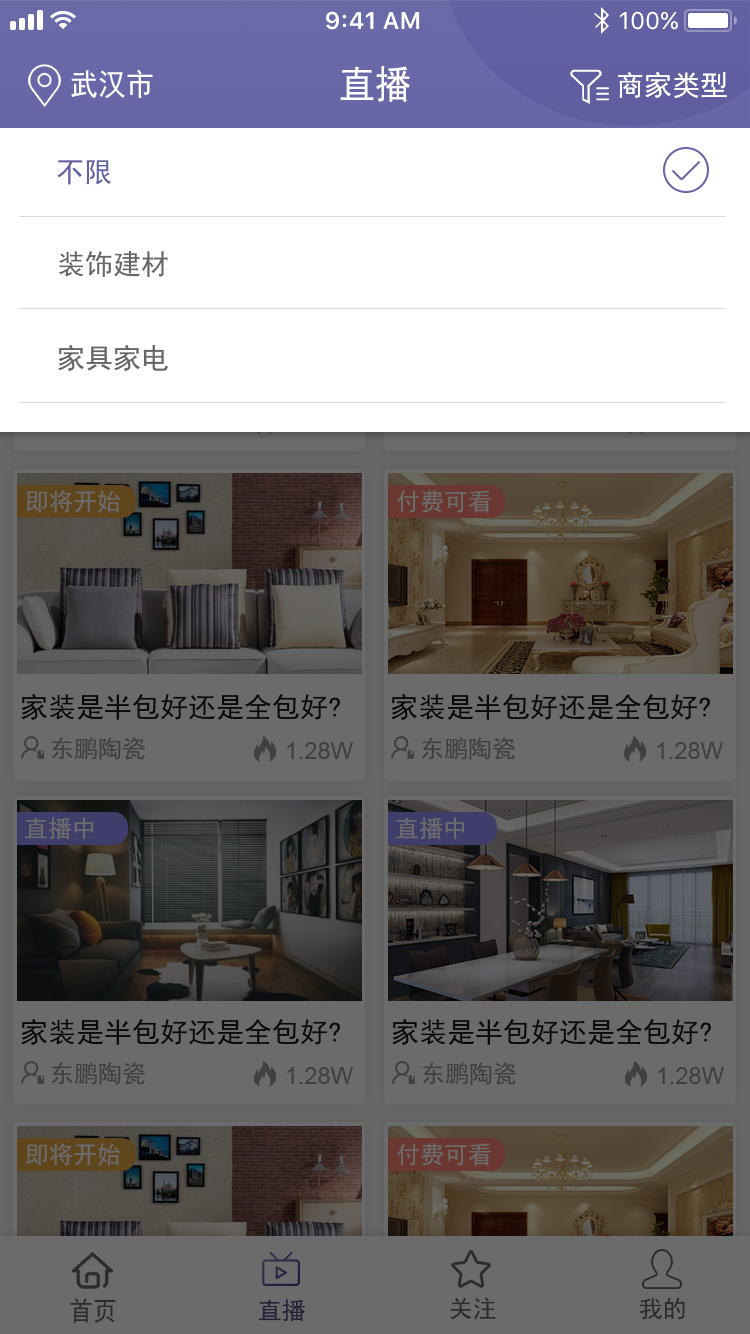 9:41 AM 100%
武汉市 直播 商家类型
不限
装饰建材
家具家电
即将开始 付费可看
家装是半包好还是全包好? 家装是半包好还是全包好?
东鹏陶瓷 1.28W 东鹏陶瓷 1.28W
直播中 直播中
家装是半包好还是全包好? 家装是半包好还是全包好?
东鹏陶瓷 1.28W 东鹏陶瓷 1.28W
即将开始 付费可看
首页 直播 关注 我的